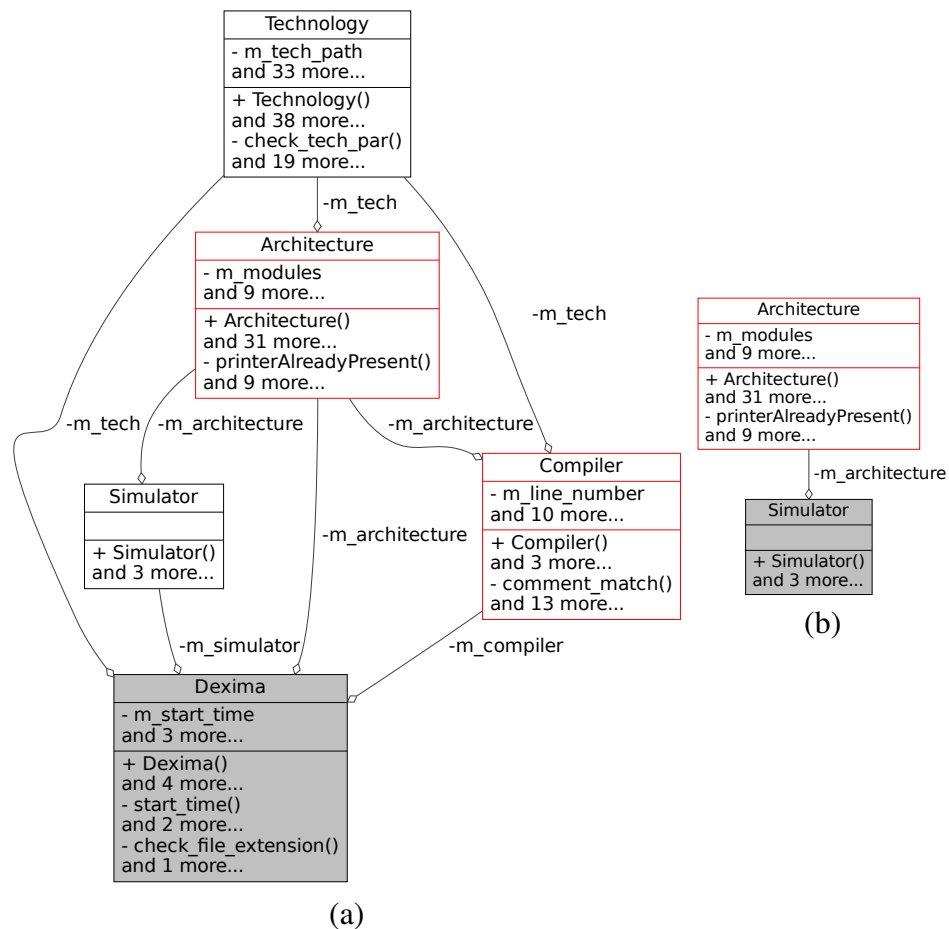 Technology
- m_tech_path
and 33 more...
+ Technology()
and 38 more...
- check_tech_par()
and 19 more...
-m_tech
Architecture
- m_modules
and 9 more...
+ Architecture()
and 31 more...
- printerAlreadyPresent()
and 9 more...
-m_tech
-m_tech
-m_architecture
-m_architecture
Simulator
+ Simulator()
and 3 more...
-m_architecture
Compiler
- m_line_number
and 10 more...
+ Compiler()
and 3 more...
- comment_match()
and 13 more...
-m_simulator
-m_compiler
Dexima
- m_start_time
and 3 more...
+ Dexima()
and 4 more...
- start_time()
and 2 more...
- check_file_extension()
and 1 more...
(a)
Architecture
- m_modules
and 9 more...
+ Architecture()
and 31 more...
- printerAlreadyPresent()
and 9 more...
-m_architecture
Simulator
+ Simulator()
and 3 more...
(b)